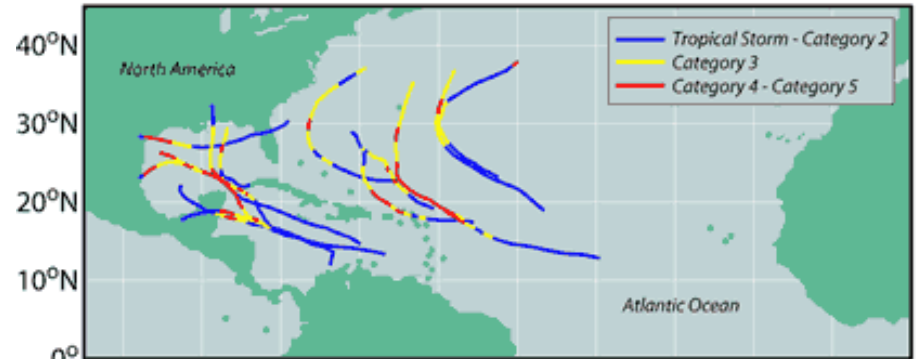 40°N
North America
Tropical Storm - Category 2
Category 3
Category 4 - Category 5
30°N
20°N
10°N
Atlantic Ocean
0°